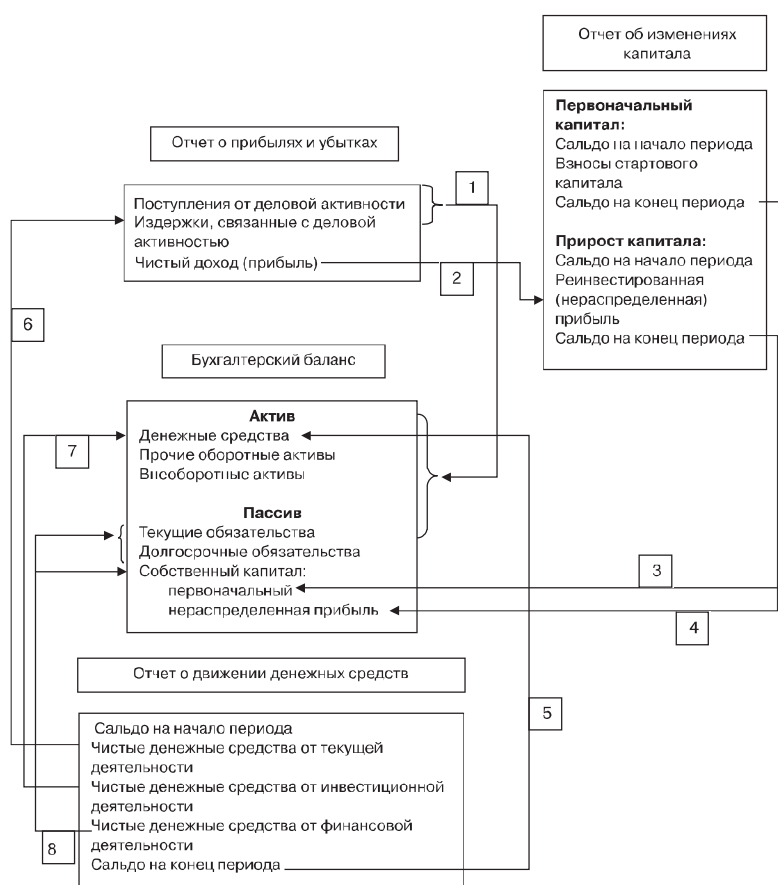 Отчет об изменениях
капитала
Первоначальный
капитал:
Сальдо на начало периода
Взносы стартового
капитала
Сальдо на конец периода
Прирост капитала:
Сальдо на начало периода
Реинвестированная
(нераспределенная)
прибыль
Сальдо на конец периода
Отчет о прибылях и убытках
1
Поступления от деловой активности
Издержки, связанные с деловой
активностью
Чистый доход (прибыль)
2
6
Бухгалтерский баланс
7
Актив
Денежные средства
Прочие оборотные активы
Внеоборотные активы
Пассив
Текущие обязательства
Долгосрочные обязательства
Собственный капитал:
первоначальный
нераспределенная прибыль
3
4
5
Отчет о движении денежных средств
Сальдо на начало периода
Чистые денежные средства от текущей
деятельности
Чистые денежные средства от инвестиционной
деятельности
Чистые денежные средства от финансовой
деятельности
Сальдо на конец периода
8